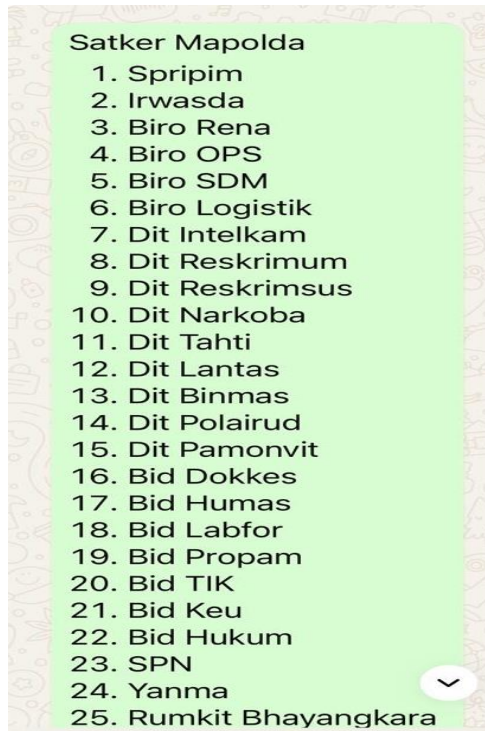 Satker Mapolda
1. Spripim
2. Irwasda
3. Biro Rena
4. Biro OPS
5. Biro SDM
6. Biro Logistik
7. Dit Intelkam
8. Dit Reskrimum
9. Dit Reskrimsus
10. Dit Narkoba
11. Dit Tahti
12. Dit Lantas
13. Dit Binmas
14. Dit Polairud
15. Dit Pamonvit
16. Bid Dokkes
17. Bid Humas
18. Bid Labfor
19. Bid Propam
20. Bid TIK
21. Bid Keu
22. Bid Hukum
23. SPN
24. Yanma
25. Rumkit Bhayangkara